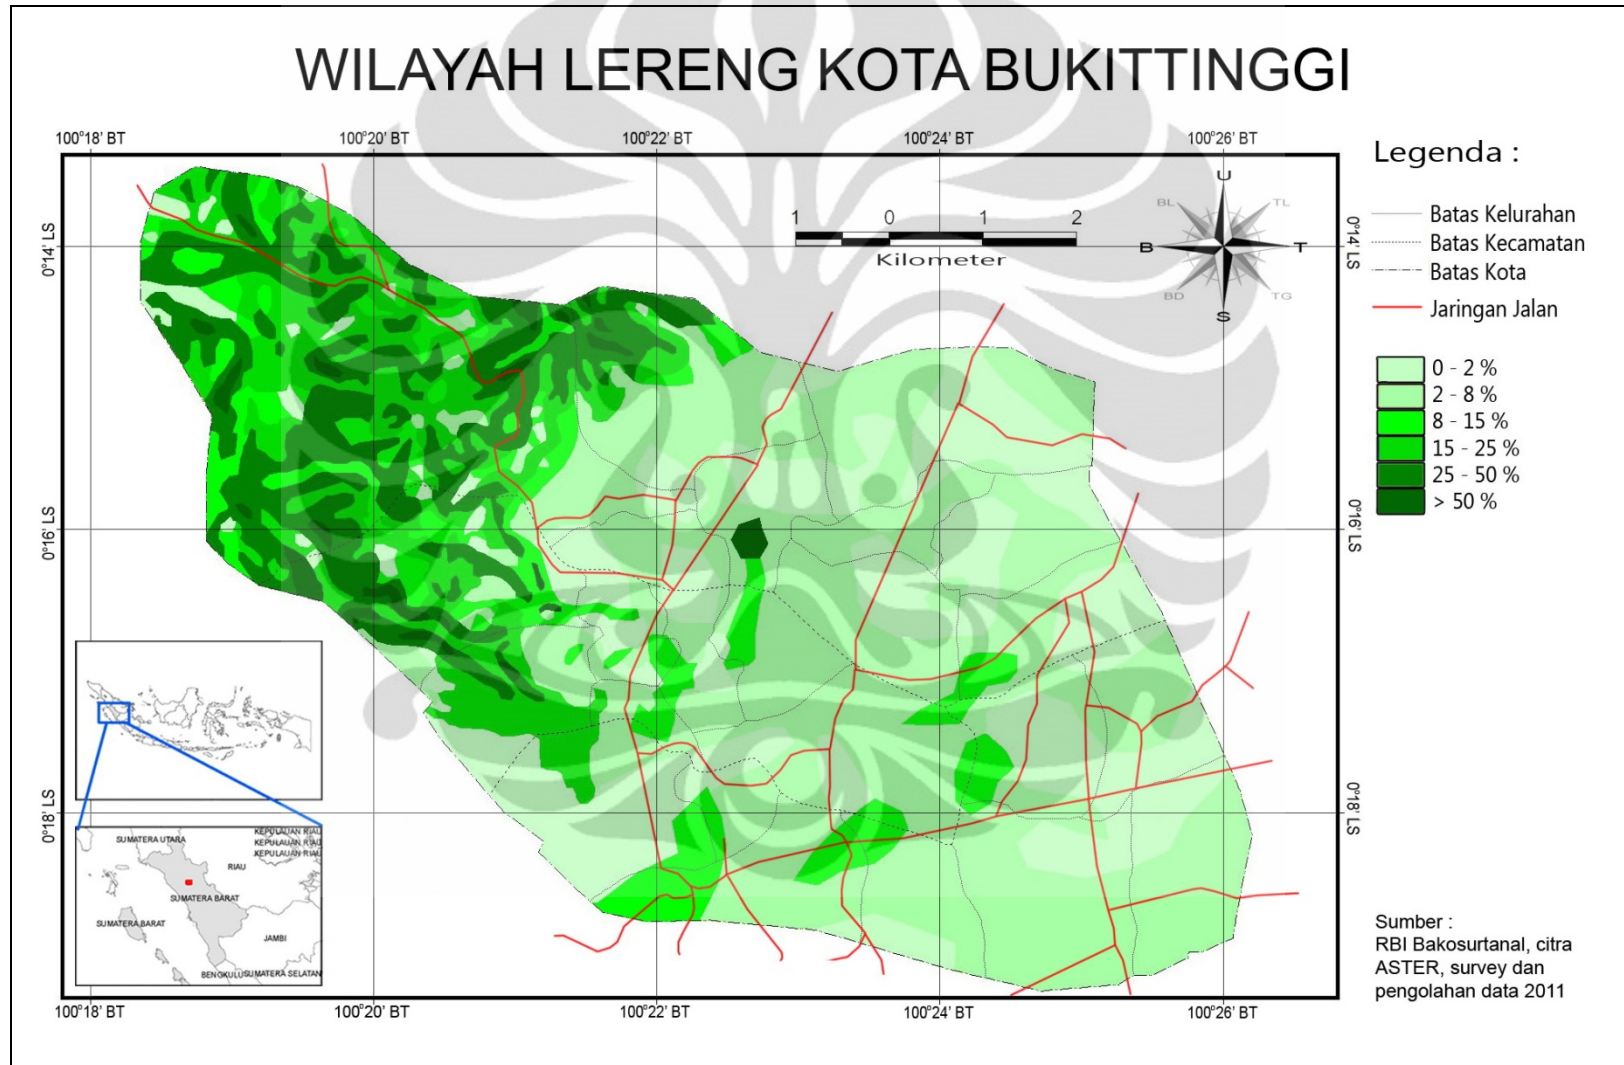 WILAYAH LERENG KOTA BUKITTINGGI
100°18' BT
100°20' BT
100°22' BT
100°24' BT
100°26' BT
Legenda :
U
BL
TL
B
T
BD
TG
S
1 0 1 2
Kilometer
0°14' LS
0°14' LS
Batas Kelurahan
Batas Kecamatan
Batas Kota
Jaringan Jalan
0 - 2 %
2 - 8 %
8 - 15 %
15 - 25 %
25 - 50 %
> 50 %
0°16' LS
0°16' LS
0°18' LS
0°18' LS
SUMATERA UTARA
KEPULAUAN RIAU
KEPULAUAN RIAU
KEPULAUAN RIAU
RIAU
SUMATERA BARAT
SUMATERA BARAT
JAMBI
BENGKULU
SUMATERA SELATAN
Sumber :
RBI Bakosurtanal, citra
ASTER, survey dan
pengolahan data 2011
100°18' BT
100°20' BT
100°22' BT
100°24' BT
100°26' BT